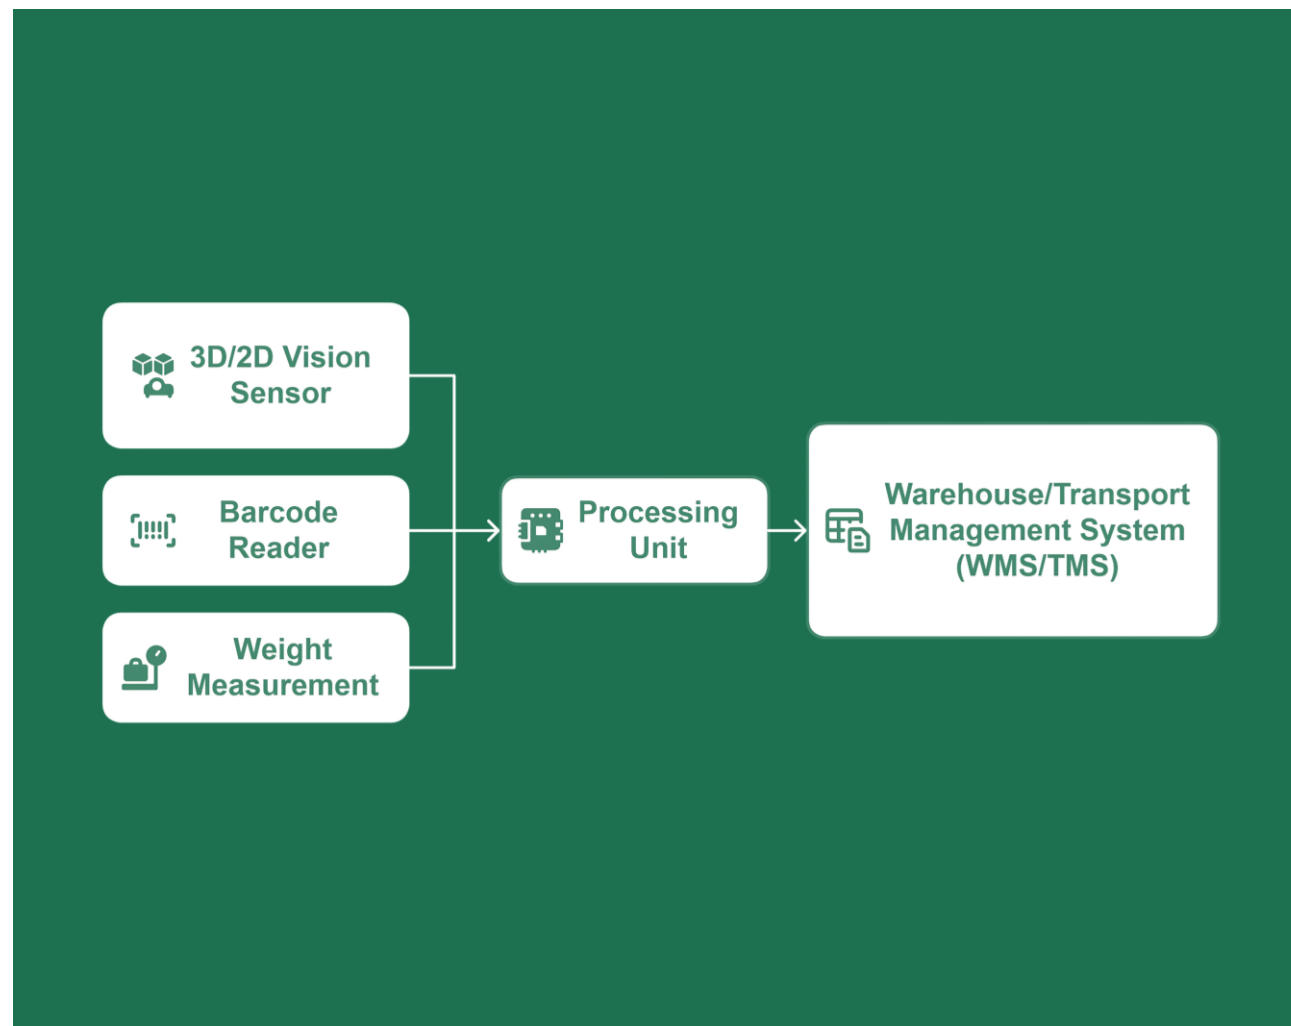 3D/2D Vision
Sensor
Barcode
Reader
Weight
Measurement
Processing
Unit
Warehouse/Transport
Management System
(WMS/TMS)